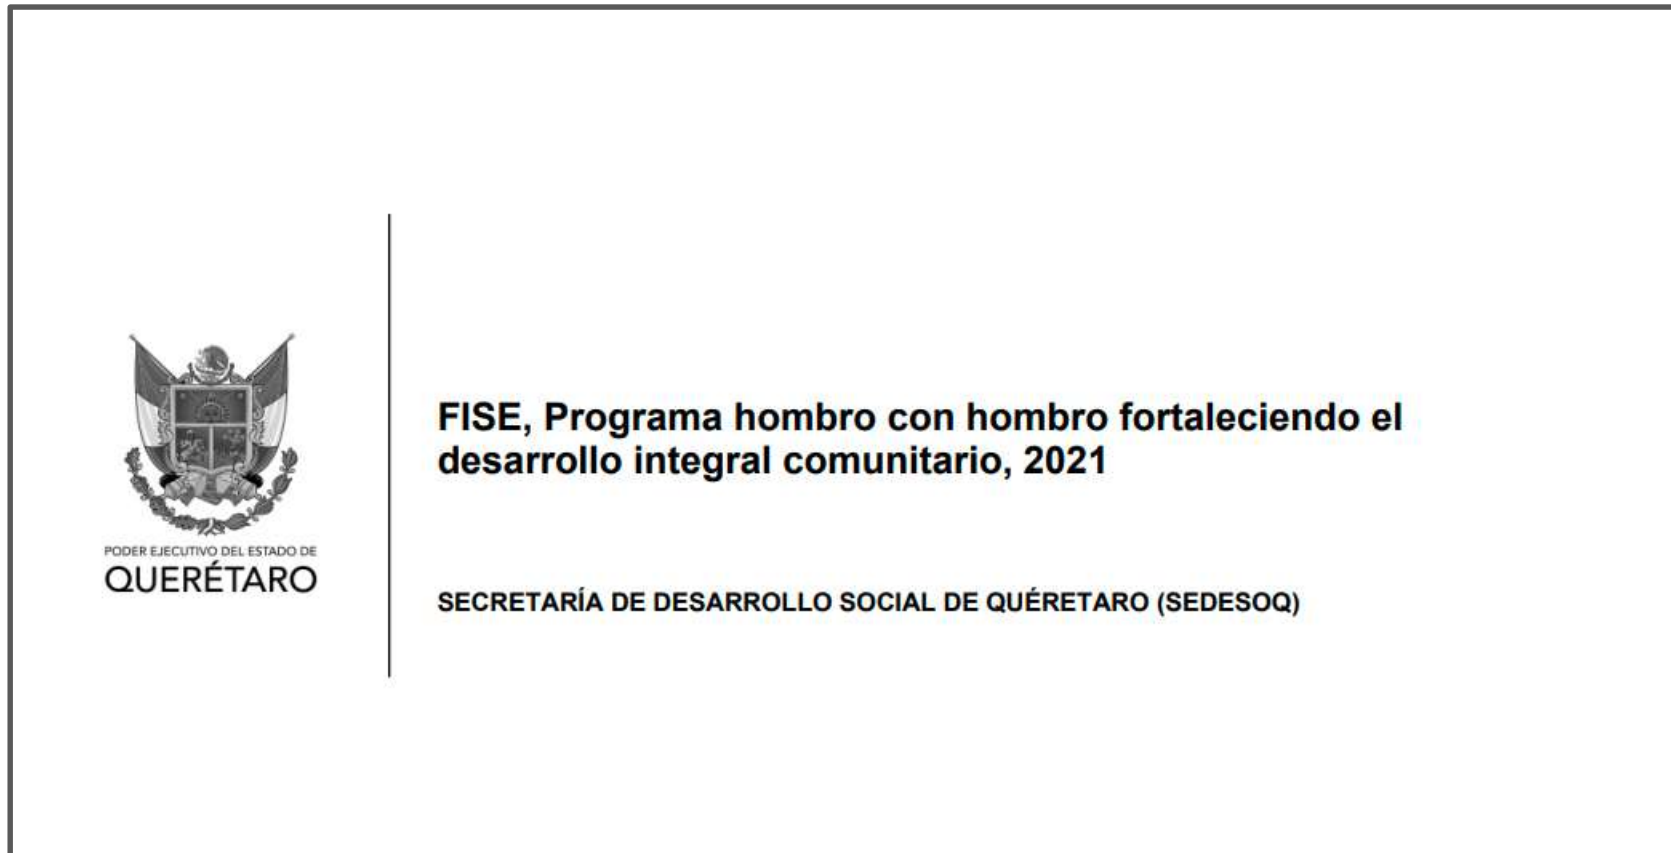 FISE, Programa hombro con hombro fortaleciendo el
desarrollo integral comunitario, 2021
PODER EJECUTIVO DEL ESTADO DE
QUERÉTARO
SECRETARÍA DE DESARROLLO SOCIAL DE QUÉRETARO (SEDESOQ)